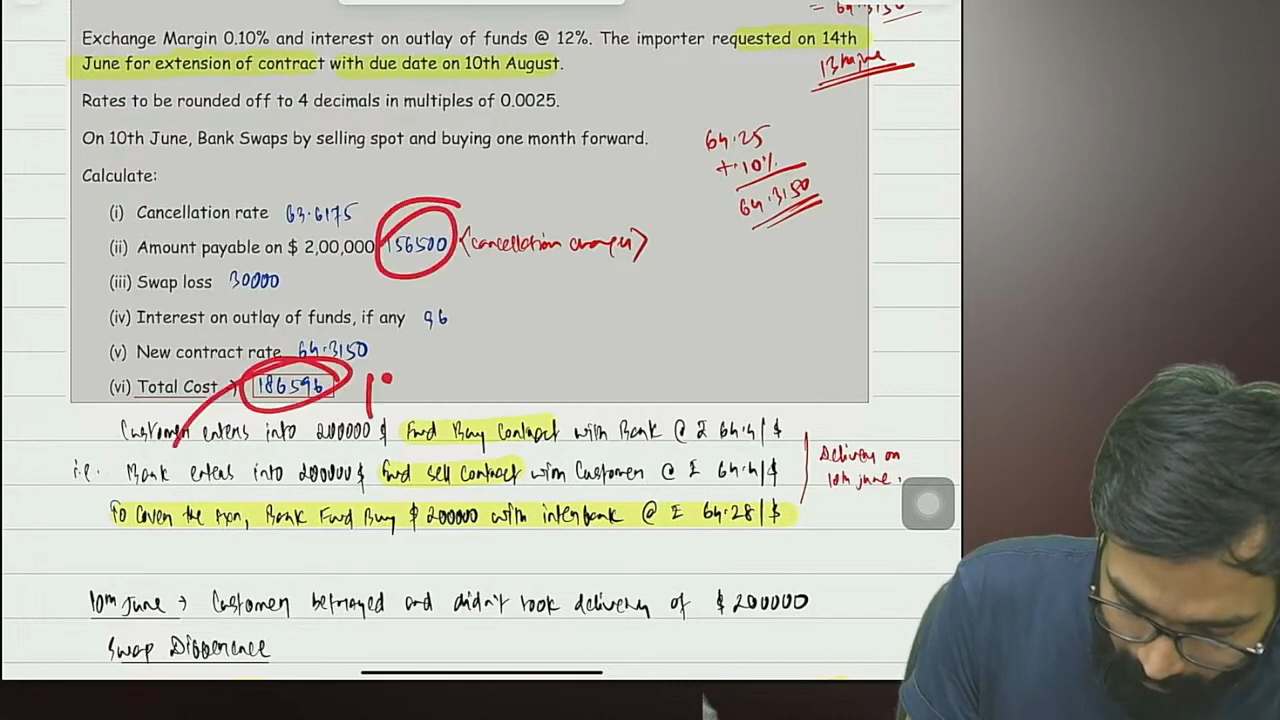 = 64.3150
Exchange Margin 0.10% and interest on outlay of funds @ 12%. The importer requested on 14th
June for extension of contract with due date on 10th August.
13th june
Rates to be rounded off to 4 decimals in multiples of 0.0025.
On 10th June, Bank Swaps by selling spot and buying one month forward.
64.25
+.10%
64.3150
Calculate:
(i) Cancellation rate 63.6175
(ii) Amount payable on $ 2,00,000 156500 (cancellation charges)
(iii) Swap loss 30000
(iv) Interest on outlay of funds, if any 96
(v) New contract rate 64.3150
(vi) Total Cost → 186596
Customer enters into 200000 $ Fwd Buy Contract with Bank @ ₹ 64.4/$
i.e. Bank enters into 200000 $ Fwd sell contract with Customer @ ₹ 64.4/$
Delivery on
10th june.
To Cover the Bank Fwd Buy $ 200000 with interbank @ ₹ 64.28/$
10th June → Customer betrayed and didn't took delivery of $ 200000
Swap Difference